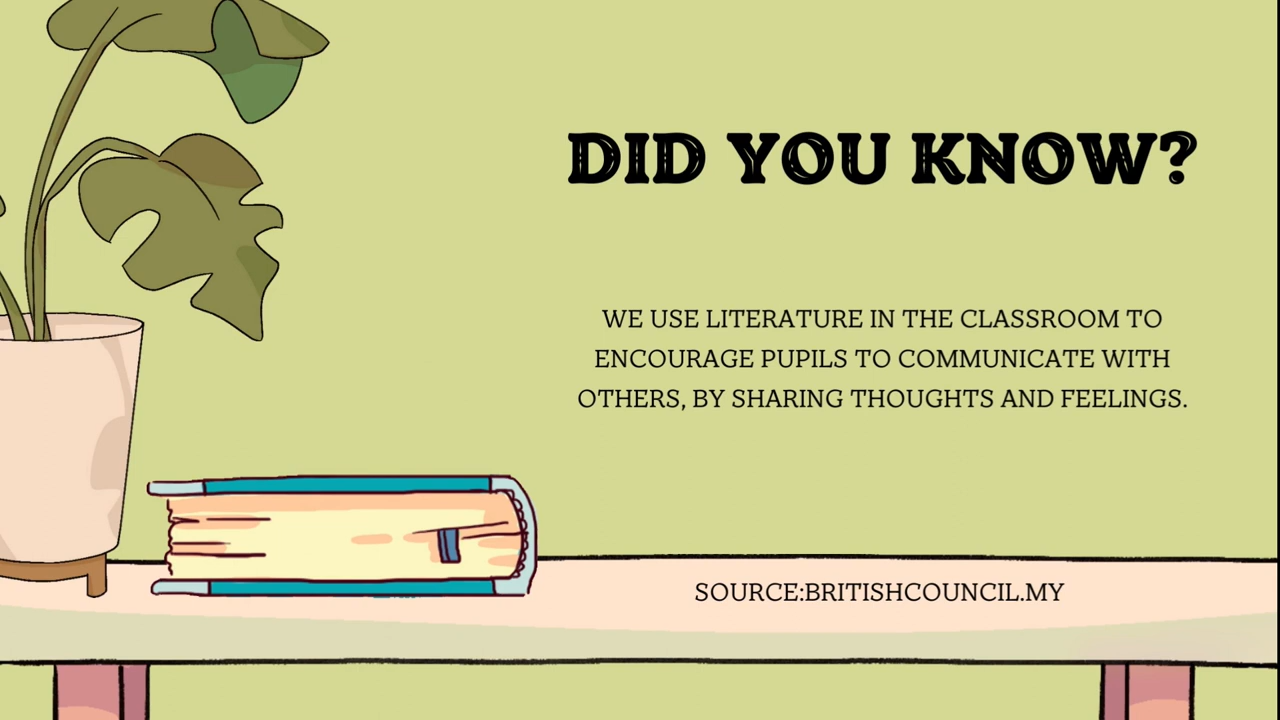 DID YOU KNOW?
WE USE LITERATURE IN THE CLASSROOM TO
ENCOURAGE PUPILS TO COMMUNICATE WITH
OTHERS, BY SHARING THOUGHTS AND FEELINGS.
SOURCE:BRITISHCOUNCIL.MY